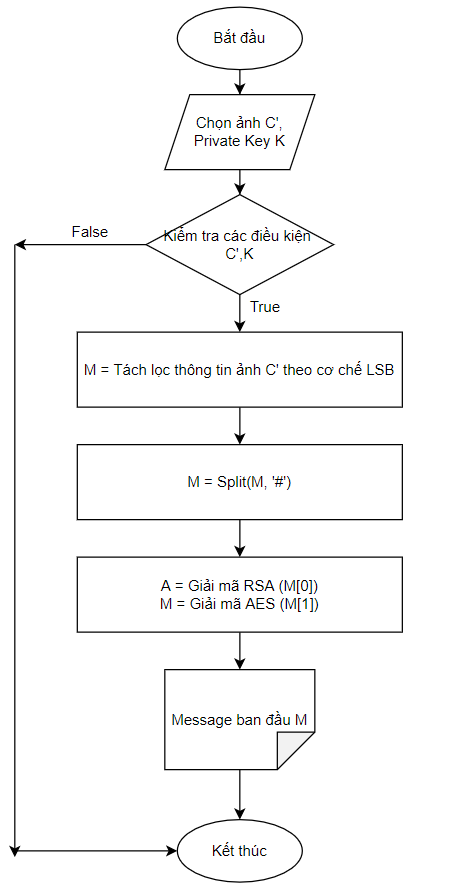 Bắt đầu
Chọn ảnh C',
Private Key K
False
Kiểm tra các điều kiện
C',K
True
M = Tách lọc thông tin ảnh C' theo cơ chế LSB
M = Split(M, '#')
A = Giải mã RSA (M[0])
M = Giải mã AES (M[1])
Message ban đầu M
Kết thúc